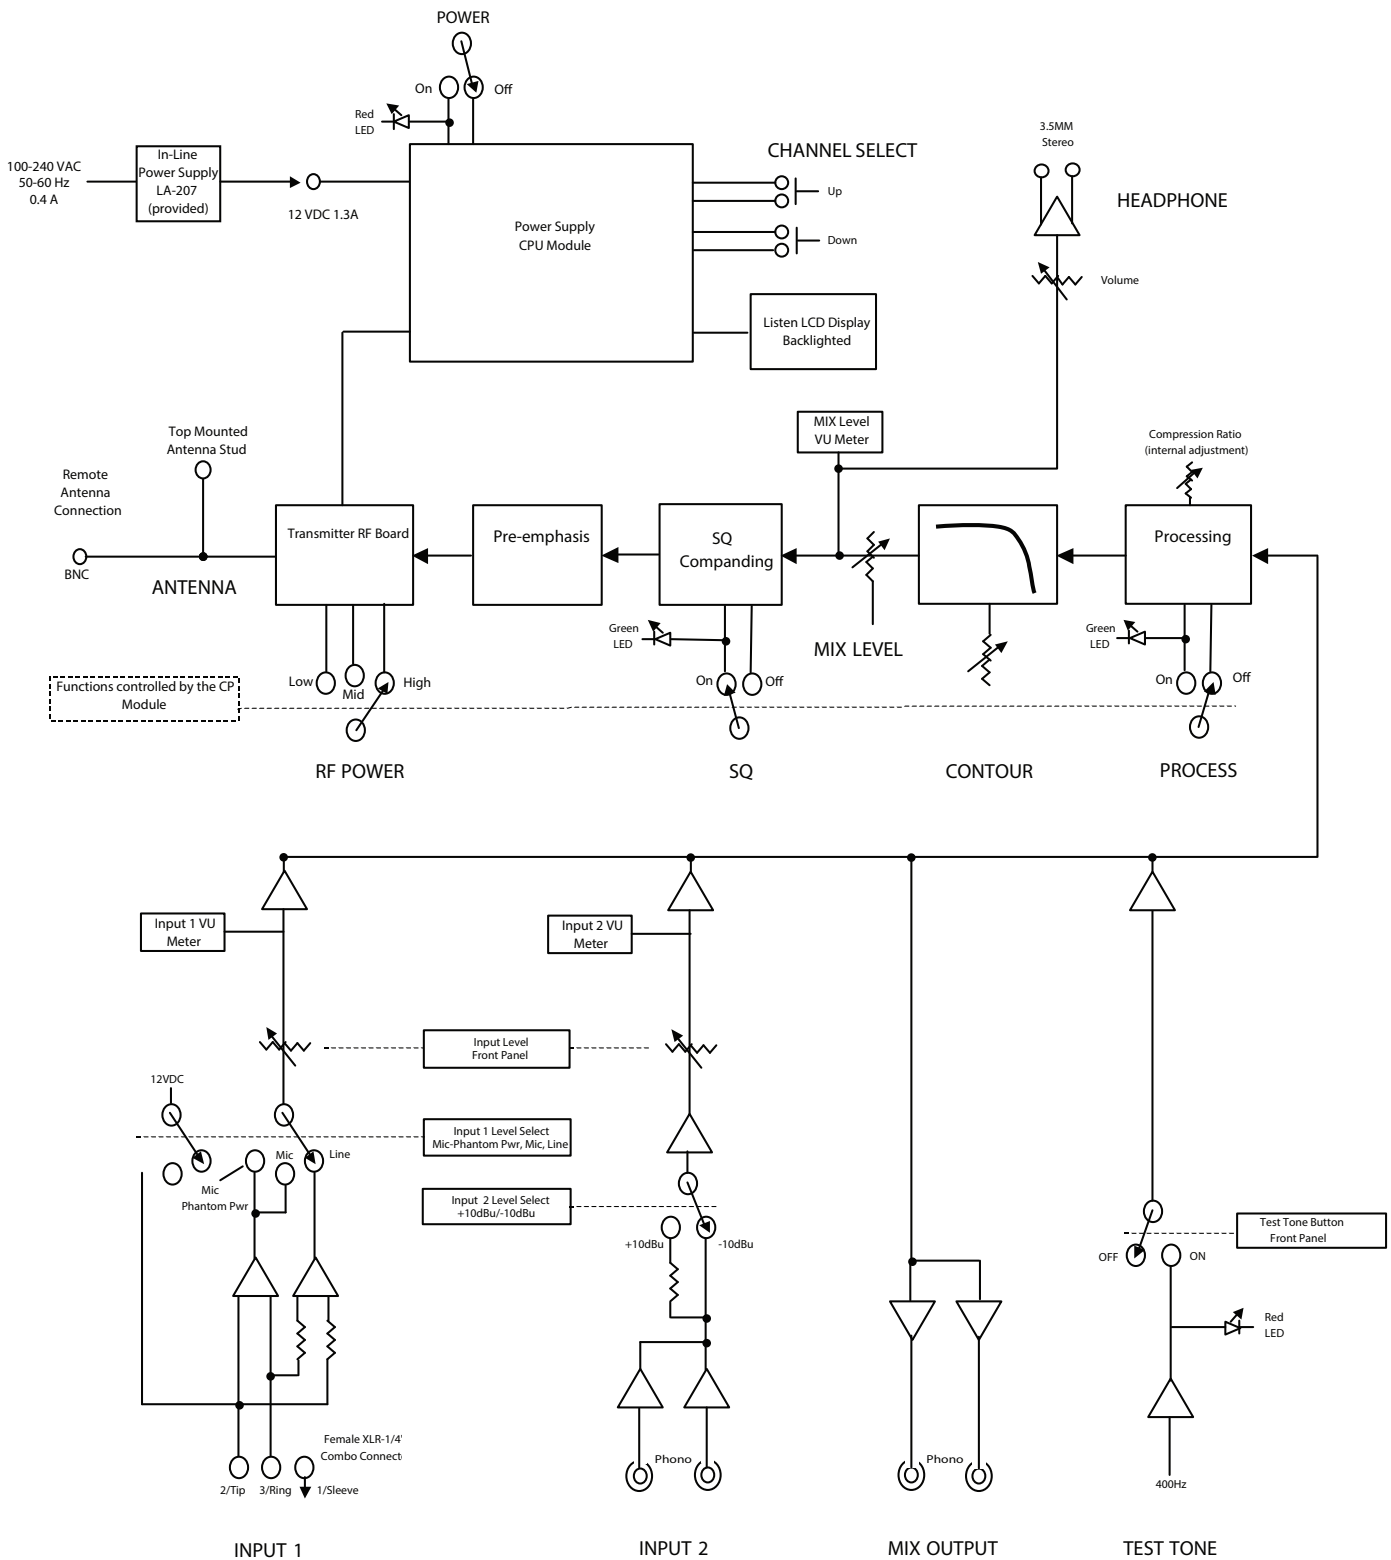 POWER
On
Off
Red
LED
100-240 VAC
50-60 Hz
0.4 A
In-Line
Power Supply
LA-207
(provided)
12 VDC 1.3A
Power Supply
CPU Module
CHANNEL SELECT
Up
Down
Listen LCD Display
Backlighted
3.5MM
Stereo
HEADPHONE
Volume
Top Mounted
Antenna Stud
Remote
Antenna
Connection
BNC
ANTENNA
Transmitter RF Board
Pre-emphasis
SQ
Companding
MIX Level
VU Meter
Compression Ratio
(internal adjustment)
Processing
Green
LED
MIX LEVEL
Green
LED
Low
Mid
High
On
Off
On
Off
Functions controlled by the CP
Module
RF POWER
SQ
CONTOUR
PROCESS
Input 1 VU
Meter
Input 2 VU
Meter
Input Level
Front Panel
12VDC
Input 1 Level Select
Mic-Phantom Pwr, Mic, Line
Mic
Line
Mic
Phantom Pwr
Input 2 Level Select
+10dBu/-10dBu
+10dBu
-10dBu
Test Tone Button
Front Panel
OFF
ON
Red
LED
Female XLR-1/4"
Combo Connect
2/Tip
3/Ring
1/Sleeve
Phono
Phono
400Hz
INPUT 1
INPUT 2
MIX OUTPUT
TEST TONE